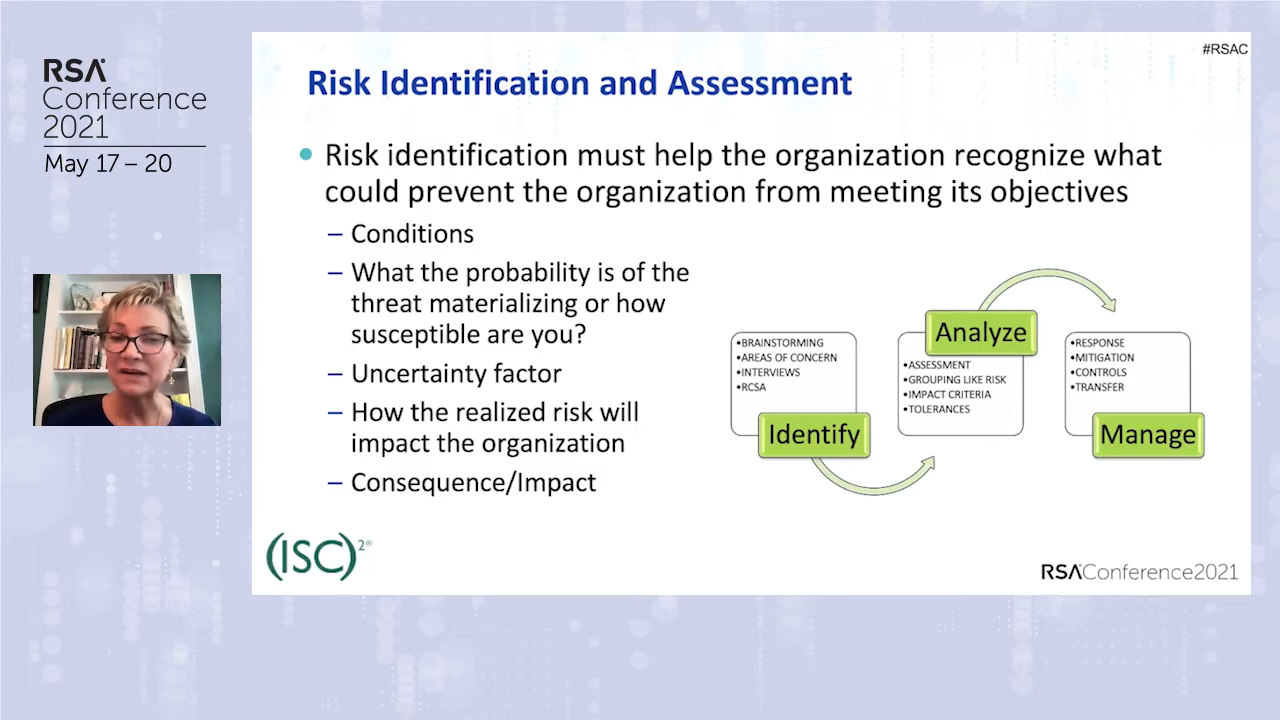 RSA
Conference
2021
May 17 – 20
#RSAC
Risk Identification and Assessment
• Risk identification must help the organization recognize what
could prevent the organization from meeting its objectives
– Conditions
– What the probability is of the
threat materializing or how
susceptible are you?
– Uncertainty factor
– How the realized risk will
impact the organization
– Consequence/Impact
•BRAINSTORMING
•AREAS OF CONCERN
•INTERVIEWS
•RCSA
Identify
Analyze
•ASSESSMENT
•GROUPING LIKE RISK
•IMPACT CRITERIA
•TOLERANCES
•RESPONSE
•MITIGATION
•CONTROLS
•TRANSFER
Manage
(ISC)²®
RSAConference2021